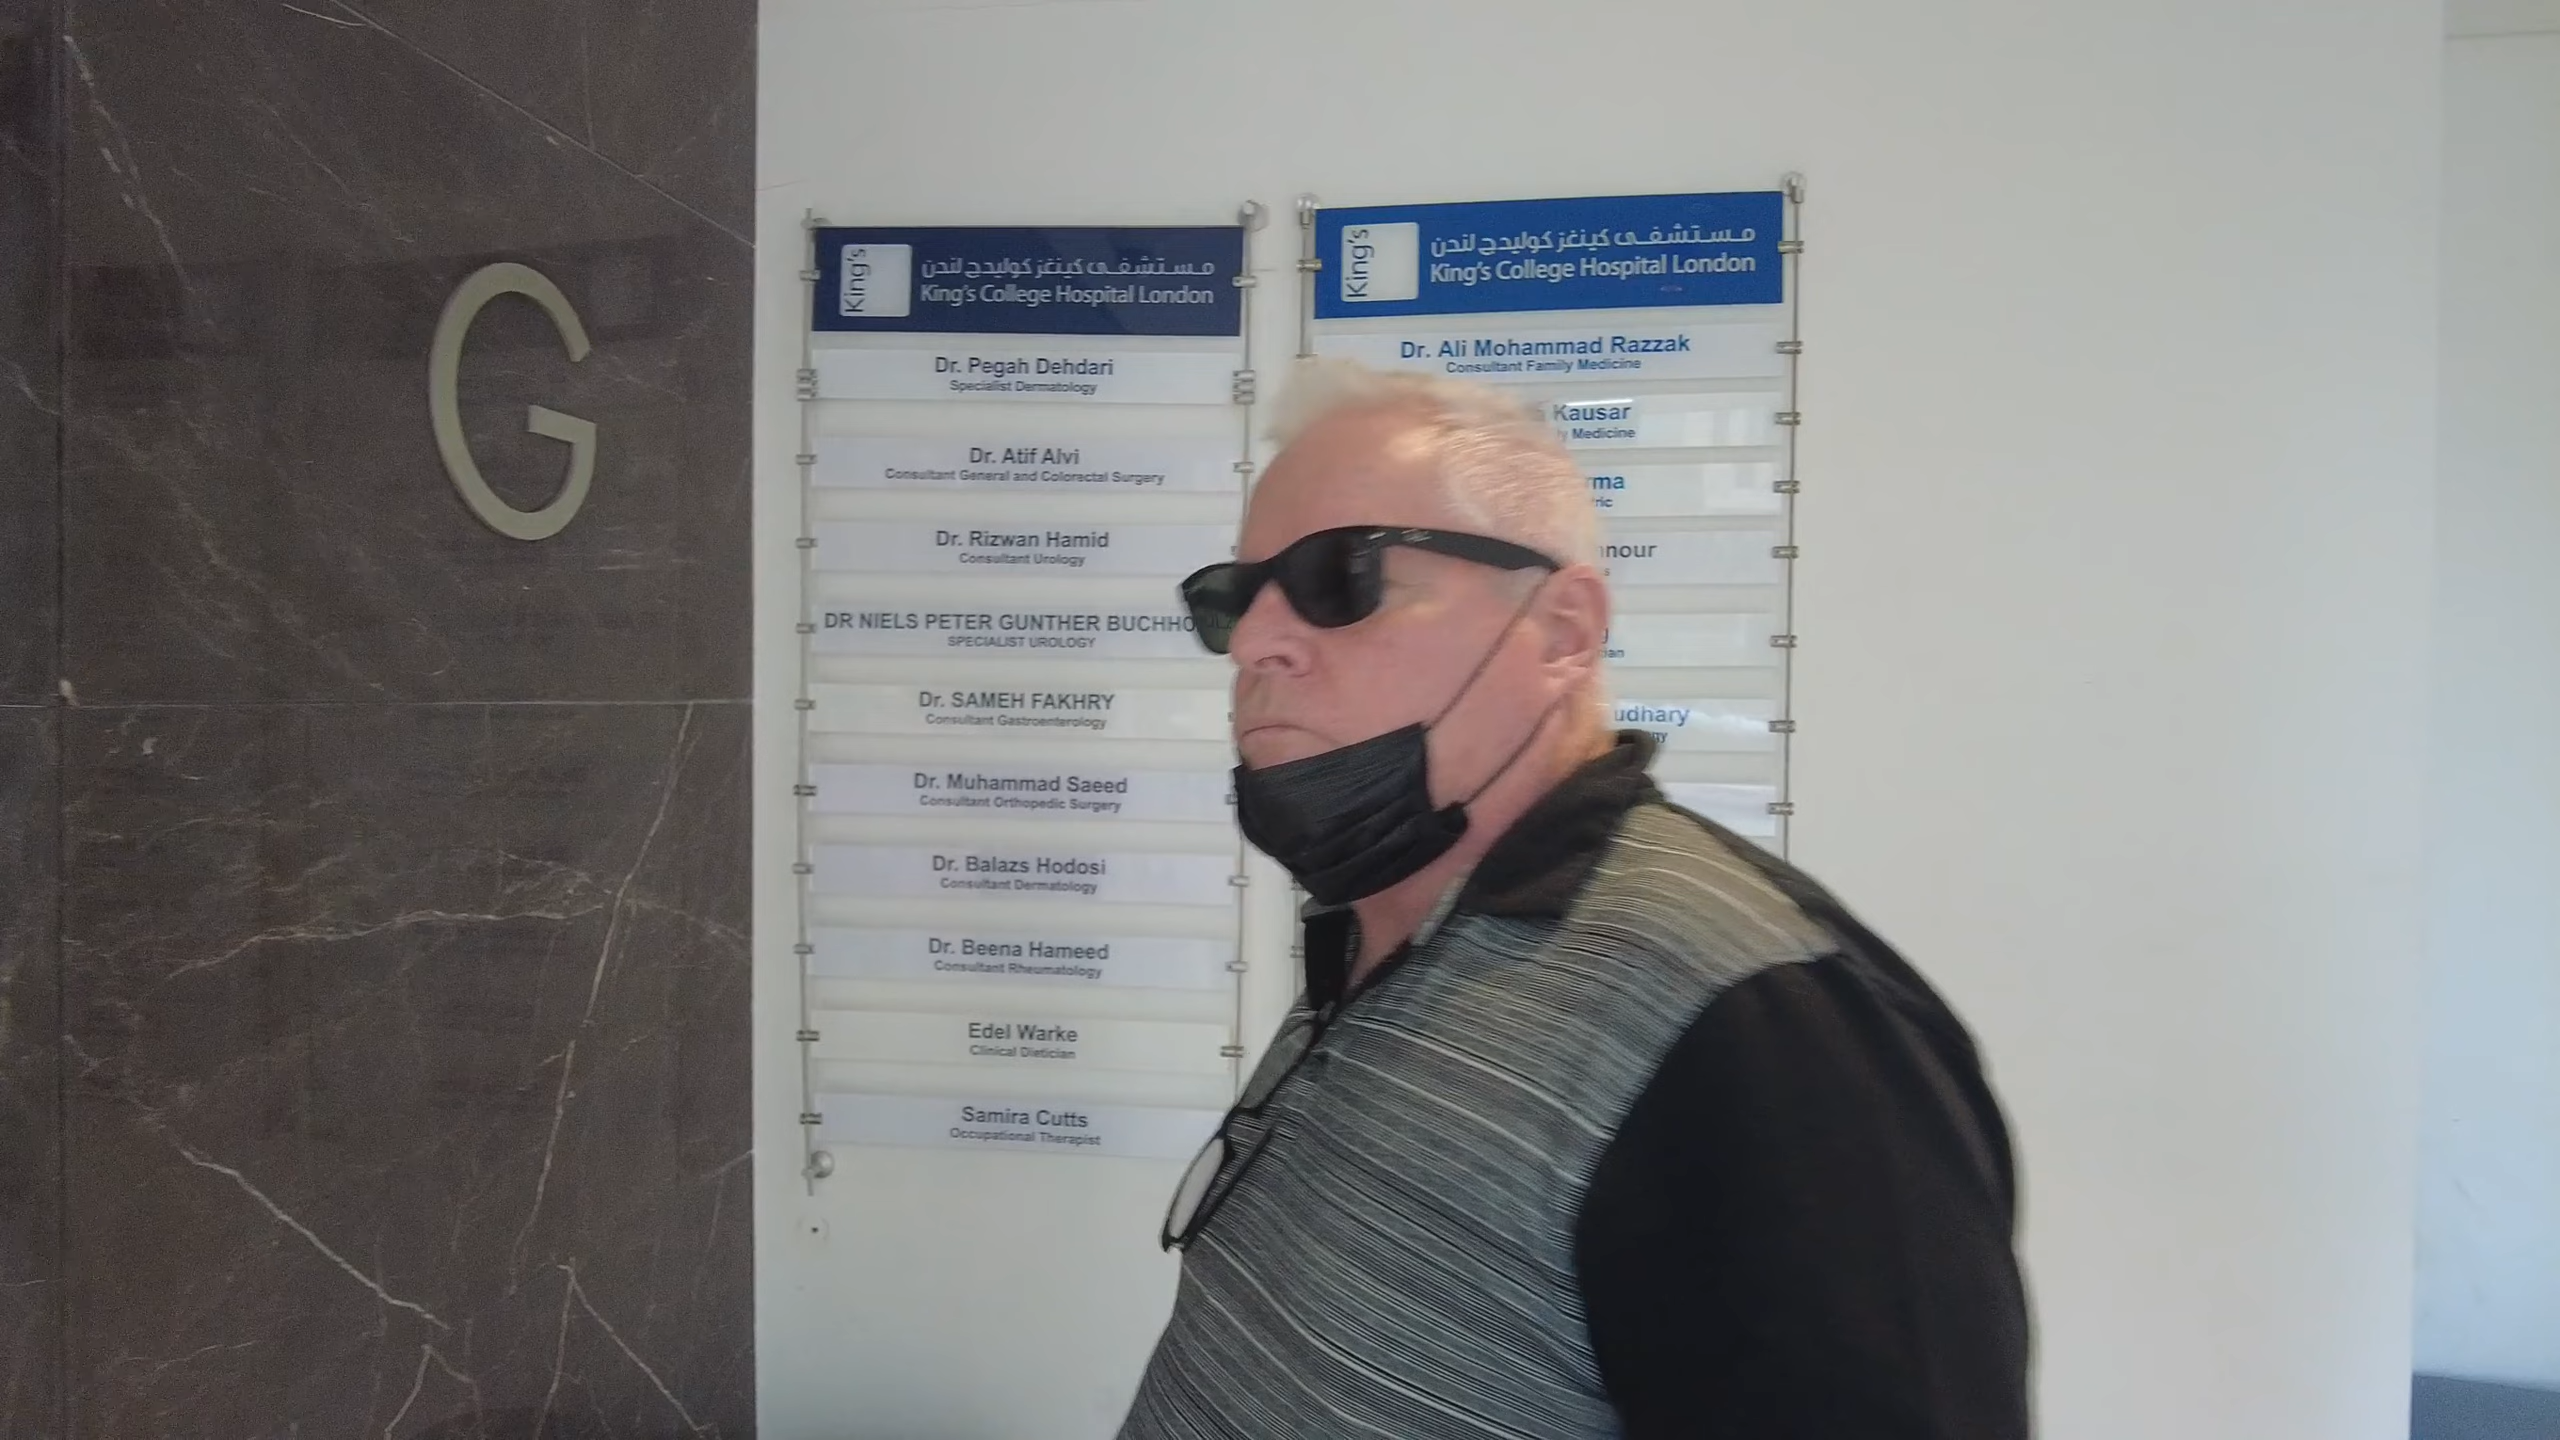 G
King's
مستشفى كينغز كوليدج لندن
King's College Hospital London
Dr. Pegah Dehdari
Specialist Dermatology
Dr. Atif Alvi
Consultant General and Colorectal Surgery
Dr. Rizwan Hamid
Consultant Urology
DR NIELS PETER GUNTHER
SPECIALIST UROLOGY
Dr. SAMEH FAKHRY
Consultant Gastroenterology
Dr. Muhammad Saeed
Consultant Orthopedic Surgery
Dr. Balazs Hodosi
Consultant Dermatology
Dr. Beena Hameed
Consultant Rheumatology
Edel Warke
Clinical Dietician
Samira Cutts
Occupational Therapist
King's
مستشفى كينغز كوليدج لندن
King's College Hospital London
Dr. Ali Mohammad Razzak
Consultant Family Medicine
Kausar
Medicine